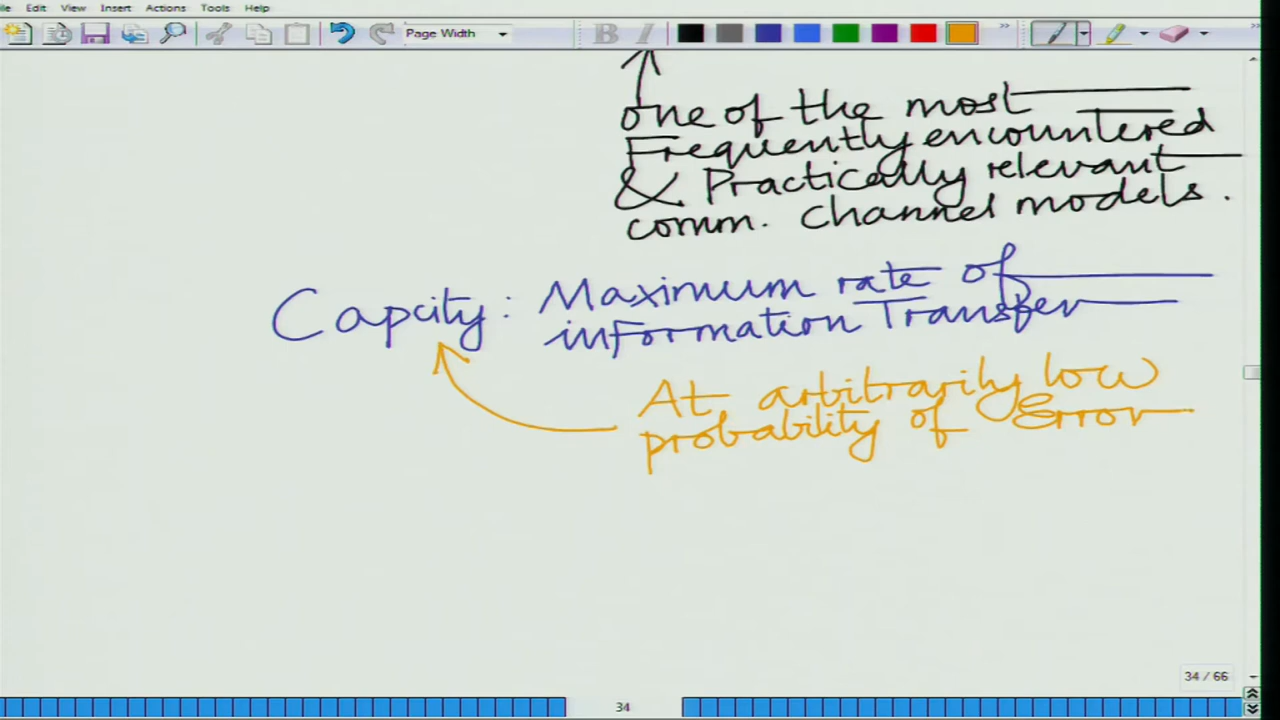 Edit View Insert Actions Tools Help
Page Width
B I
one of the most
Frequently encountered
& Practically relevant
comm. Channel models.
Capcity: Maximum rate of
information Transfer
At arbitrarily low
probability of Error
34 / 66
34